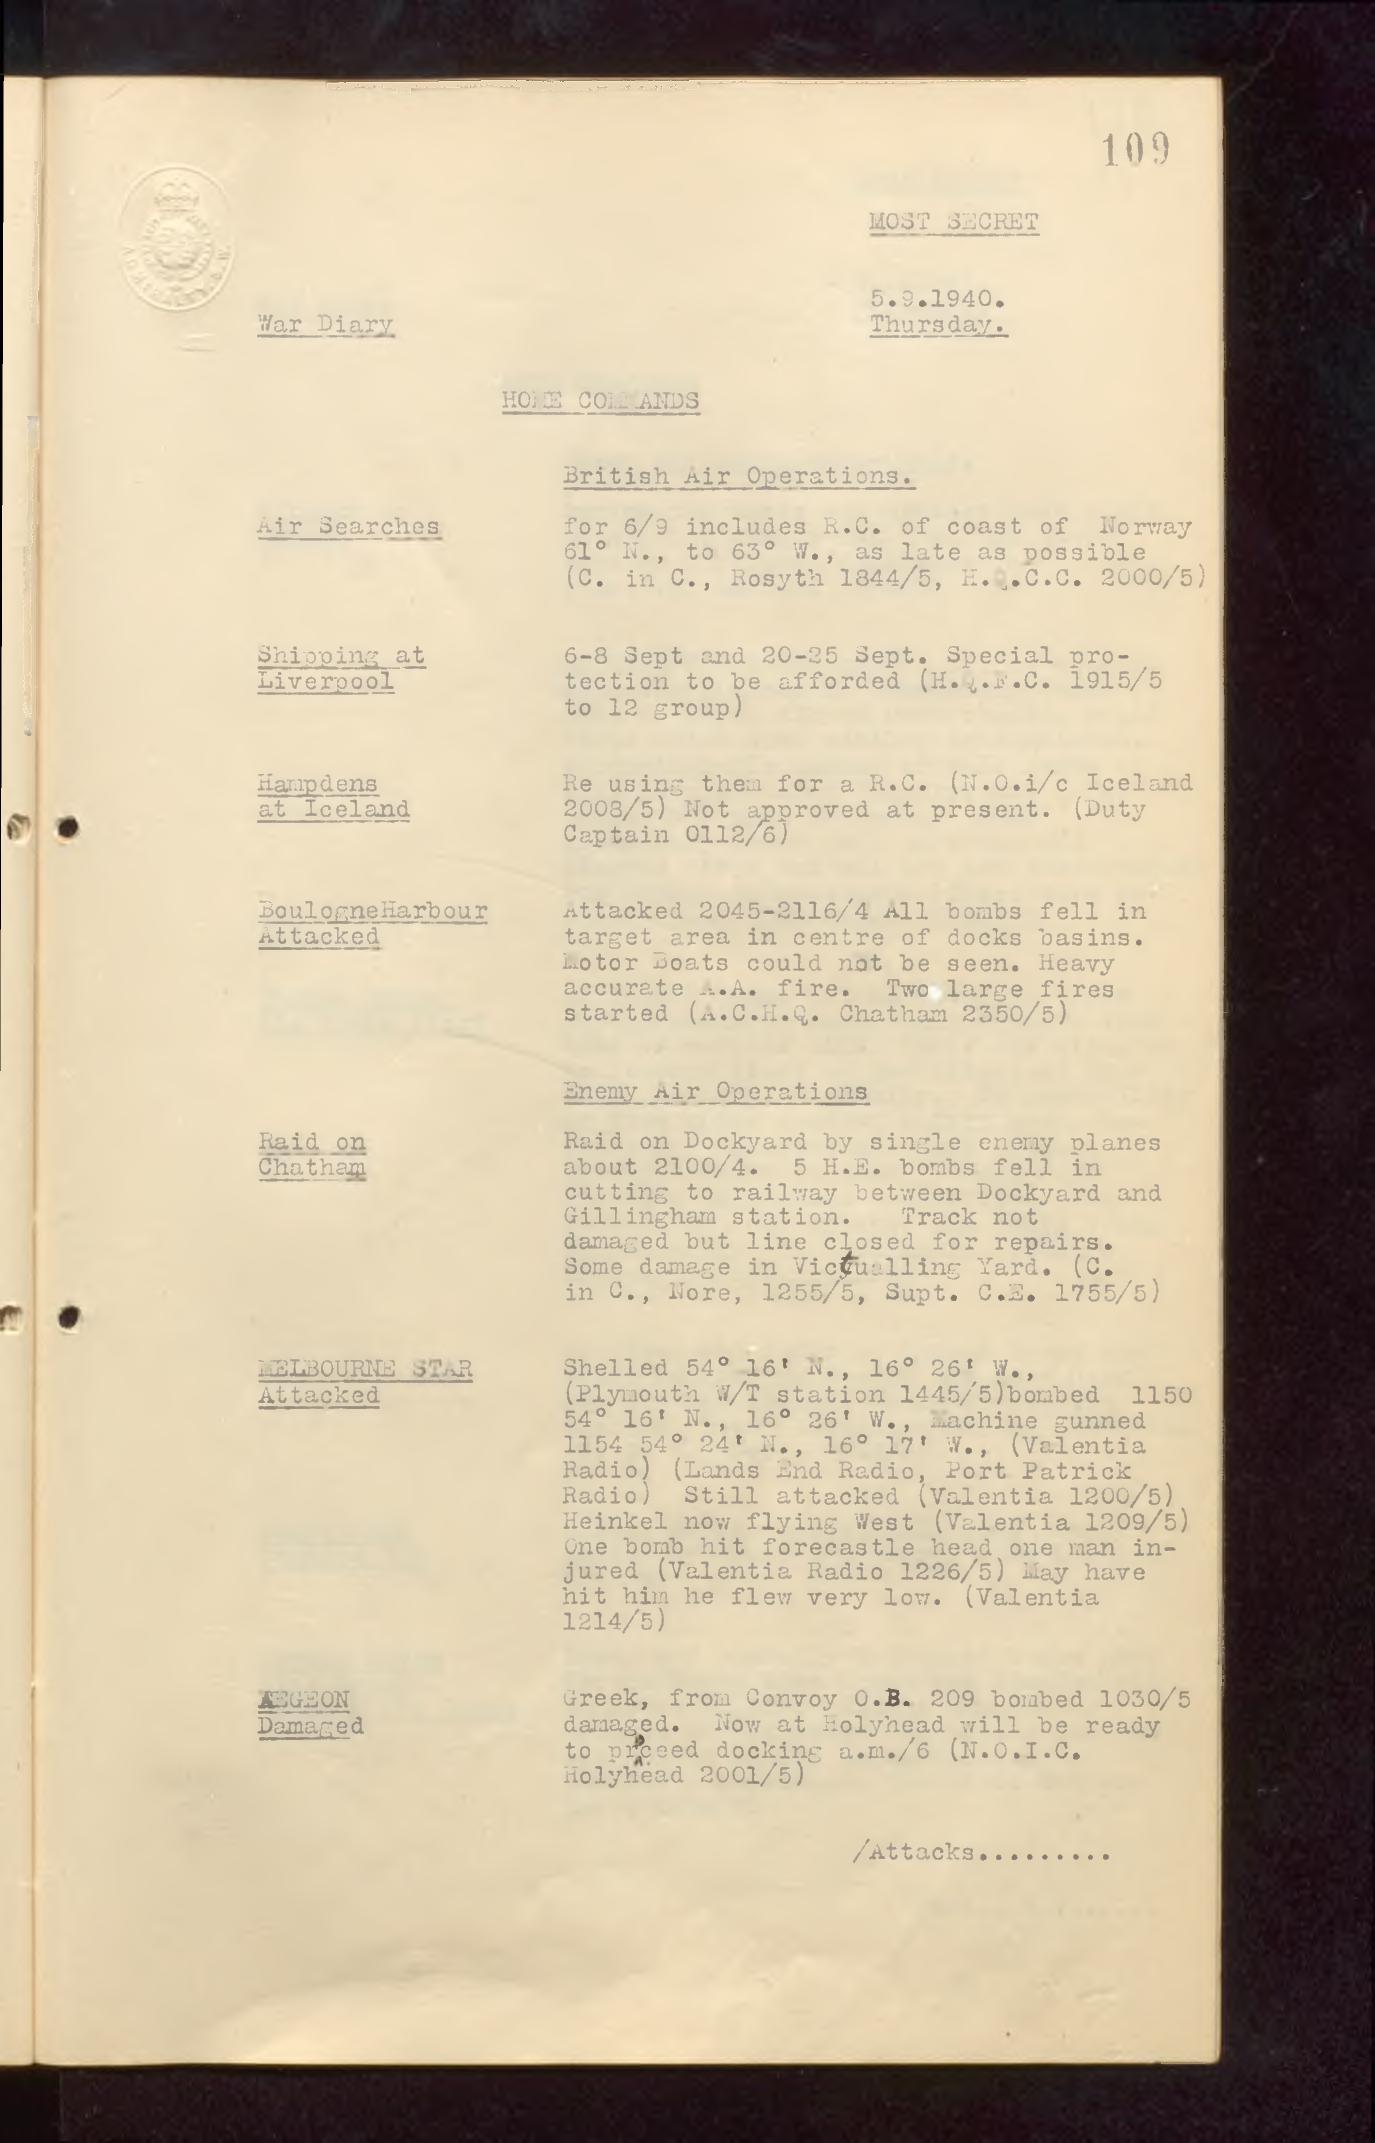 109
MOST SECRET
5.9.1940.
War Diary
Thursday.
HOME COMMANDS
British Air Operations.
Air Searches
for 6/9 includes R.C. of coast of Norway
61° N., to 63° W., as late as possible
(C. in C., Rosyth 1844/5, H.Q.C.C. 2000/5)
Shipping at
Liverpool
6-8 Sept and 20-25 Sept. Special pro-
tection to be afforded (H.Q.F.C. 1915/5
to 12 group)
Hampdens
at Iceland
Re using them for a R.C. (N.O.i/c Iceland
2008/5) Not approved at present. (Duty
Captain 0112/6)
BoulogneHarbour
Attacked
Attacked 2045-2116/4 All bombs fell in
target area in centre of docks basins.
Motor Boats could not be seen. Heavy
accurate A.A. fire. Two large fires
started (A.C.H.Q. Chatham 2350/5)
Enemy Air Operations
Raid on
Chatham
Raid on Dockyard by single enemy planes
about 2100/4. 5 H.E. bombs fell in
cutting to railway between Dockyard and
Gillingham station. Track not
damaged but line closed for repairs.
Some damage in Victualling Yard. (C.
in C., Nore, 1255/5, Supt. C.E. 1755/5)
MELBOURNE STAR
Attacked
Shelled 54° 16' N., 16° 26' W.,
(Plymouth W/T station 1445/5)bombed 1150
54° 16' N., 16° 26' W., Machine gunned
1154 54° 24' N., 16° 17' W., (Valentia
Radio) (Lands End Radio, Port Patrick
Radio) Still attacked (Valentia 1200/5)
Heinkel now flying West (Valentia 1209/5)
One bomb hit forecastle head one man in-
jured (Valentia Radio 1226/5) May have
hit him he flew very low. (Valentia
1214/5)
AEGEON
Damaged
Greek, from Convoy O.B. 209 bombed 1030/5
damaged. Now at Holyhead will be ready
to proceed docking a.m./6 (N.O.I.C.
Holyhead 2001/5)
/Attacks.........